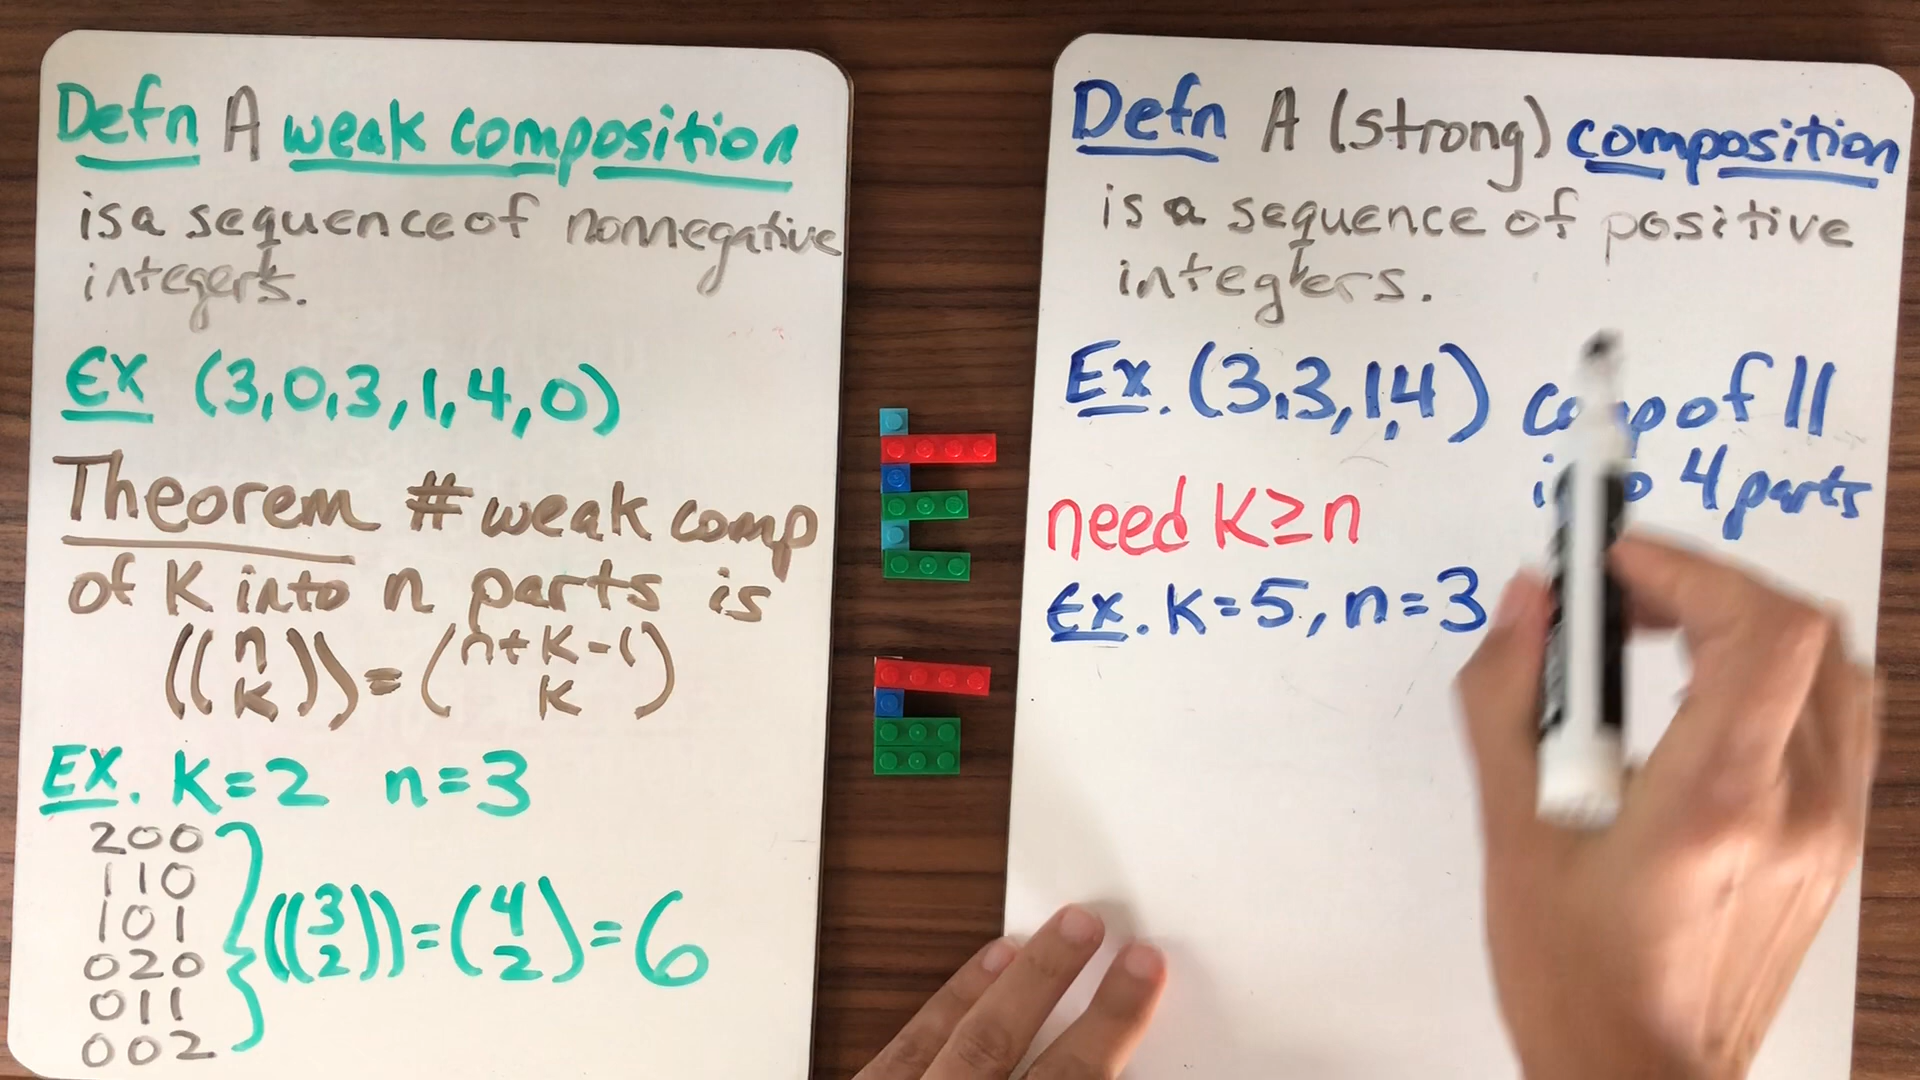 Defn A weak composition
is a sequence of nonnegative
integers.
Ex (3,0,3,1,4,0)
Theorem # weak comp
of K into n parts is
((n K)) = (n+K-1 K)
Ex. K=2 n=3
200
110
101
020
011
002
((3 2)) = (4 2) = 6
Defn A (strong) composition
is a sequence of positive
integers.
Ex. (3,3,1,4) comp of 11
into 4 parts
need K≥n
Ex. K=5, n=3